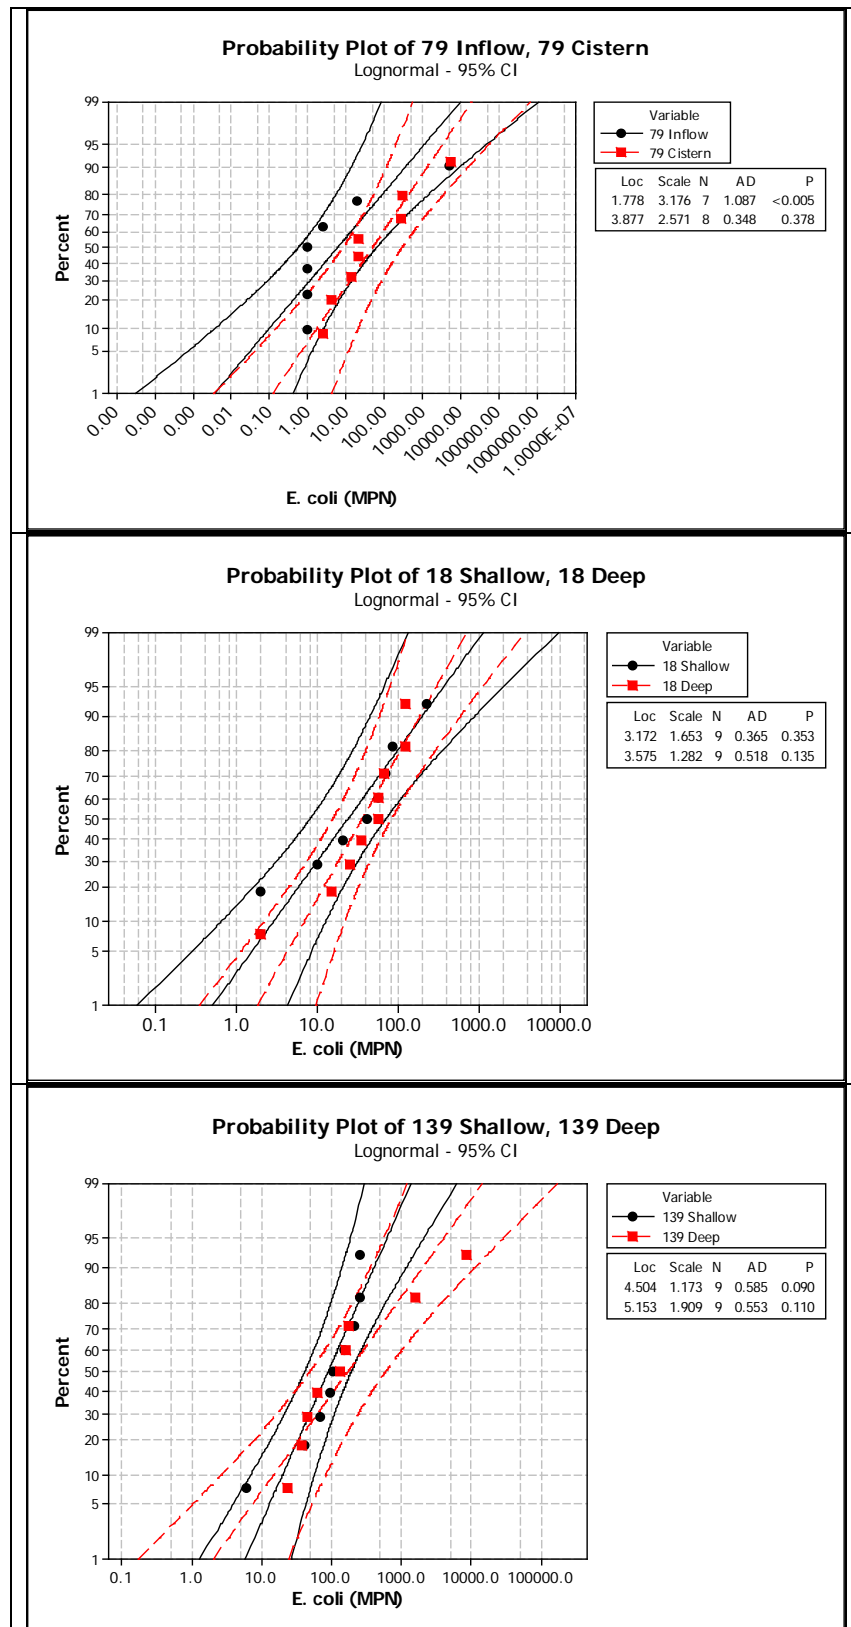 Probability Plot of 79 Inflow, 79 Cistern
Lognormal - 95% CI
99
95
90
80
70
60
50
40
30
20
10
5
1
Percent
0.00
0.00
0.00
0.01
0.10
1.00
10.00
100.00
1000.00
10000.00
100000.00
1000000.00
1.0000E+07
E. coli (MPN)
Variable
79 Inflow
79 Cistern
Loc Scale N AD P
1.778 3.176 7 1.087 <0.005
3.877 2.571 8 0.348 0.378
Probability Plot of 18 Shallow, 18 Deep
Lognormal - 95% CI
99
95
90
80
70
60
50
40
30
20
10
5
1
Percent
0.1 1.0 10.0 100.0 1000.0 10000.0
E. coli (MPN)
Variable
18 Shallow
18 Deep
Loc Scale N AD P
3.172 1.653 9 0.365 0.353
3.575 1.282 9 0.518 0.135
Probability Plot of 139 Shallow, 139 Deep
Lognormal - 95% CI
99
95
90
80
70
60
50
40
30
20
10
5
1
Percent
0.1 1.0 10.0 100.0 1000.0 10000.0 100000.0
E. coli (MPN)
Variable
139 Shallow
139 Deep
Loc Scale N AD P
4.504 1.173 9 0.585 0.090
5.153 1.909 9 0.553 0.110